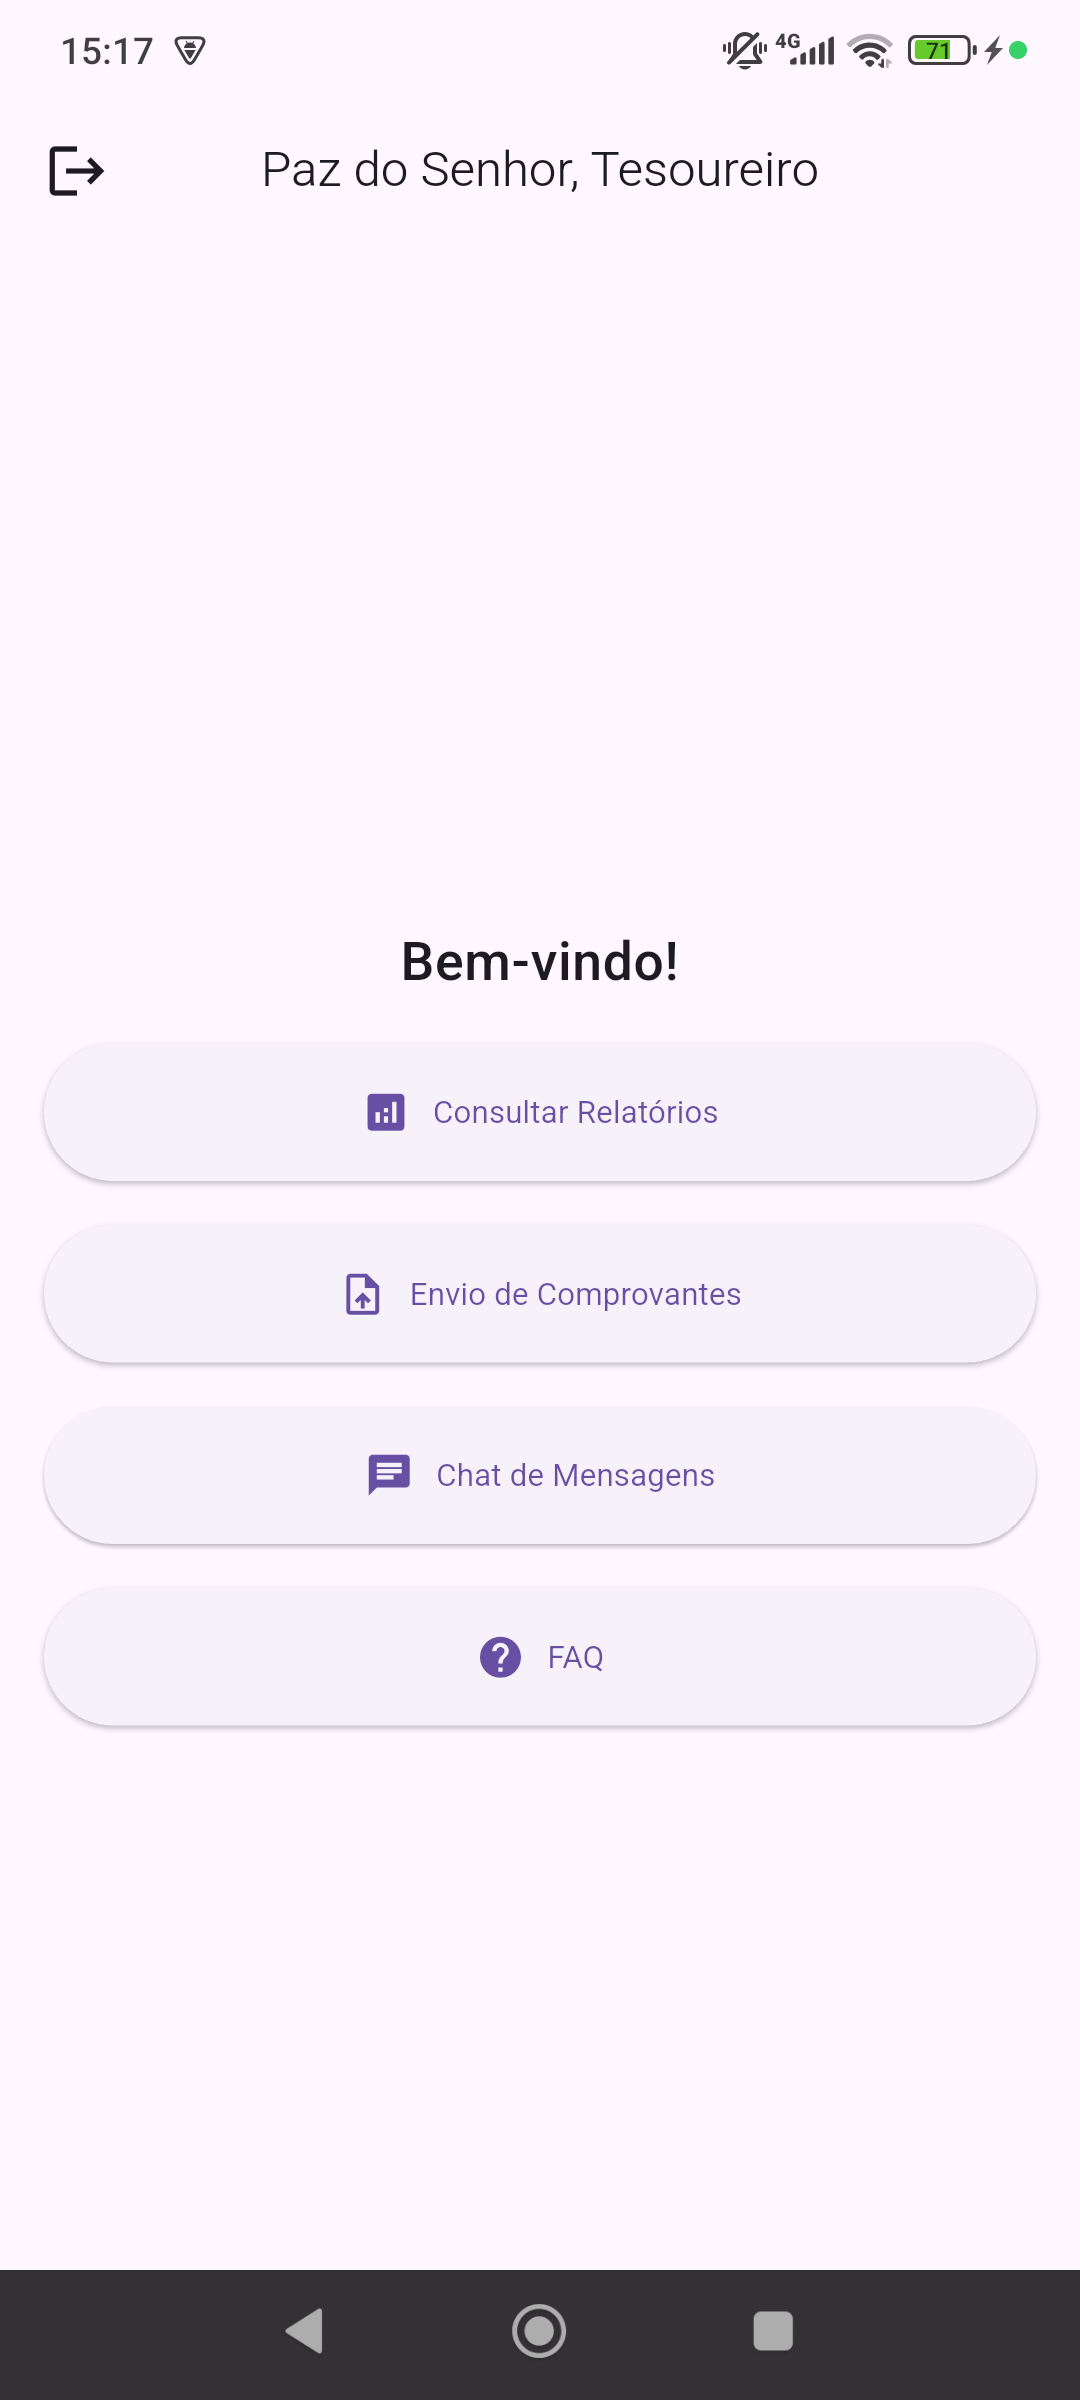 15:17
4G
71
Paz do Senhor, Tesoureiro
Bem-vindo!
Consultar Relatórios
Envio de Comprovantes
Chat de Mensagens
FAQ